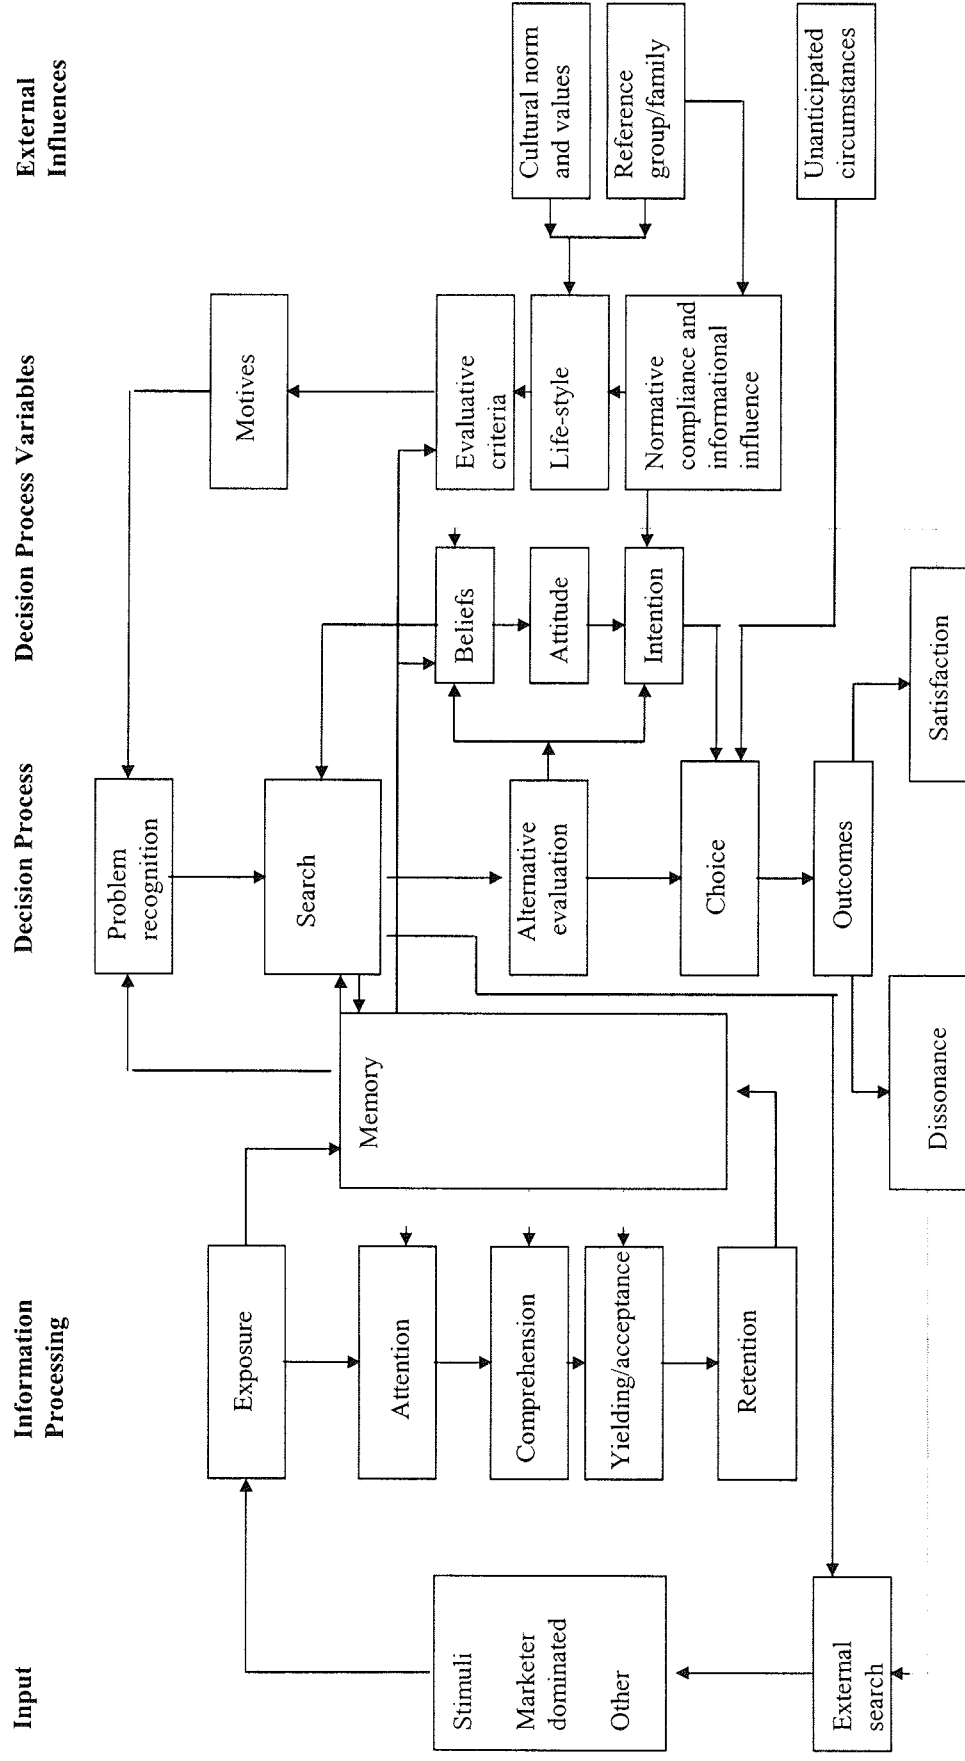 Input
Information
Processing
Decision Process
Decision Process Variables
External
Influences
Stimuli
Marketer
dominated
Other
External
search
Exposure
Attention
Comprehension
Yielding/acceptance
Retention
Memory
Problem
recognition
Search
Alternative
evaluation
Choice
Outcomes
Dissonance
Satisfaction
Beliefs
Attitude
Intention
Motives
Evaluative
criteria
Life-style
Normative
compliance and
informational
influence
Cultural norm
and values
Reference
group/family
Unanticipated
circumstances